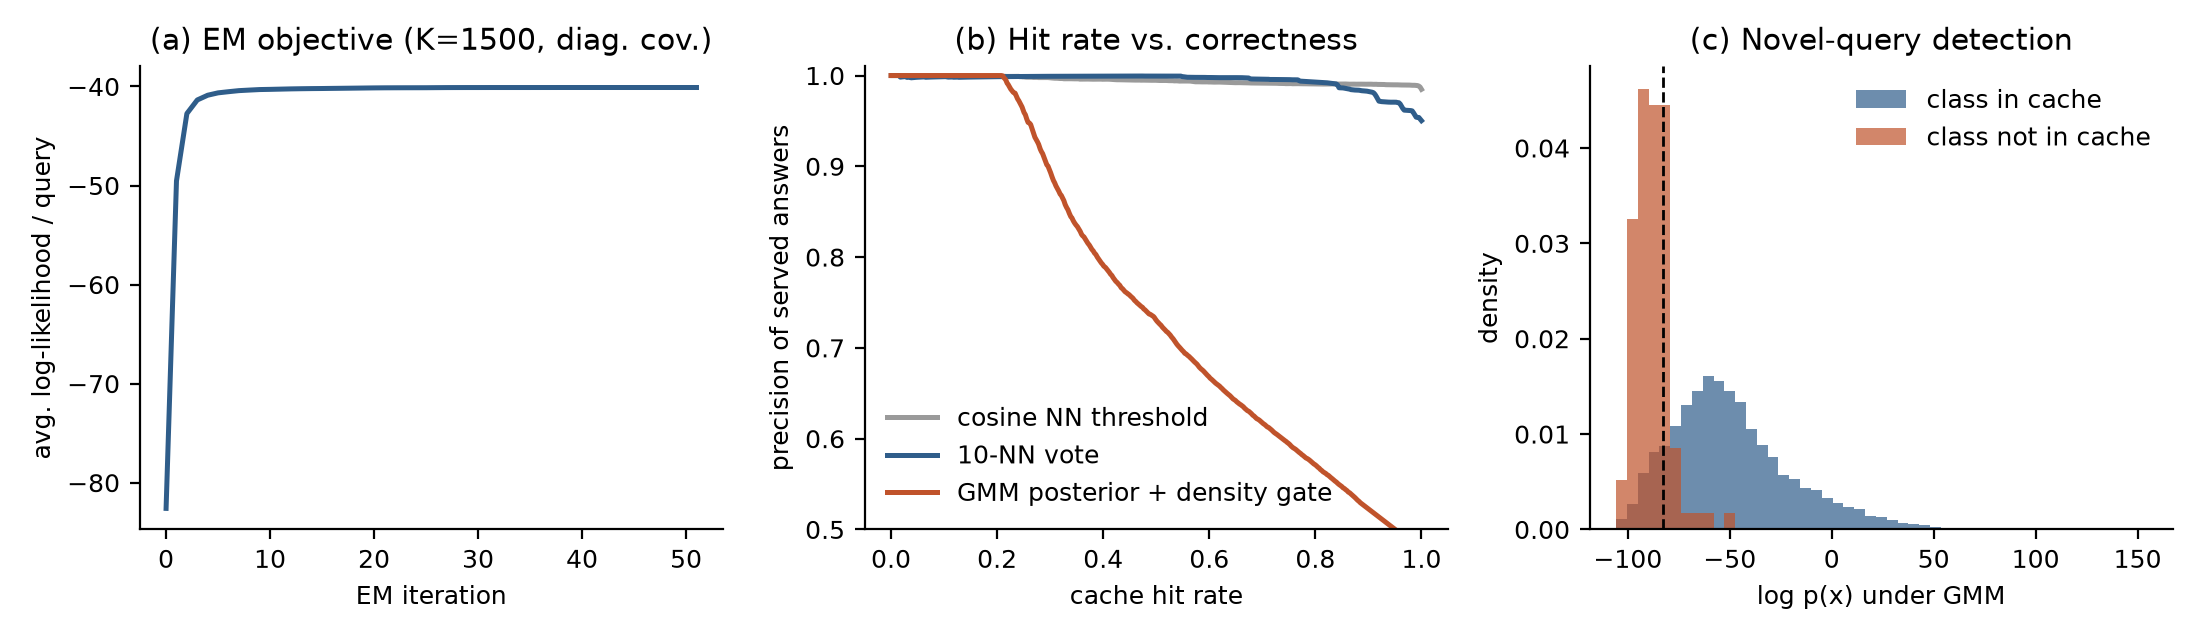 (a) EM objective (K=1500, diag. cov.)
avg. log-likelihood / query
−40
−50
−60
−70
−80
0 10 20 30 40 50
EM iteration
(b) Hit rate vs. correctness
precision of served answers
1.0
0.9
0.8
0.7
0.6
0.5
cosine NN threshold
10-NN vote
GMM posterior + density gate
0.0 0.2 0.4 0.6 0.8 1.0
cache hit rate
(c) Novel-query detection
density
class in cache
class not in cache
0.04
0.03
0.02
0.01
0.00
−100 −50 0 50 100 150
log p(x) under GMM